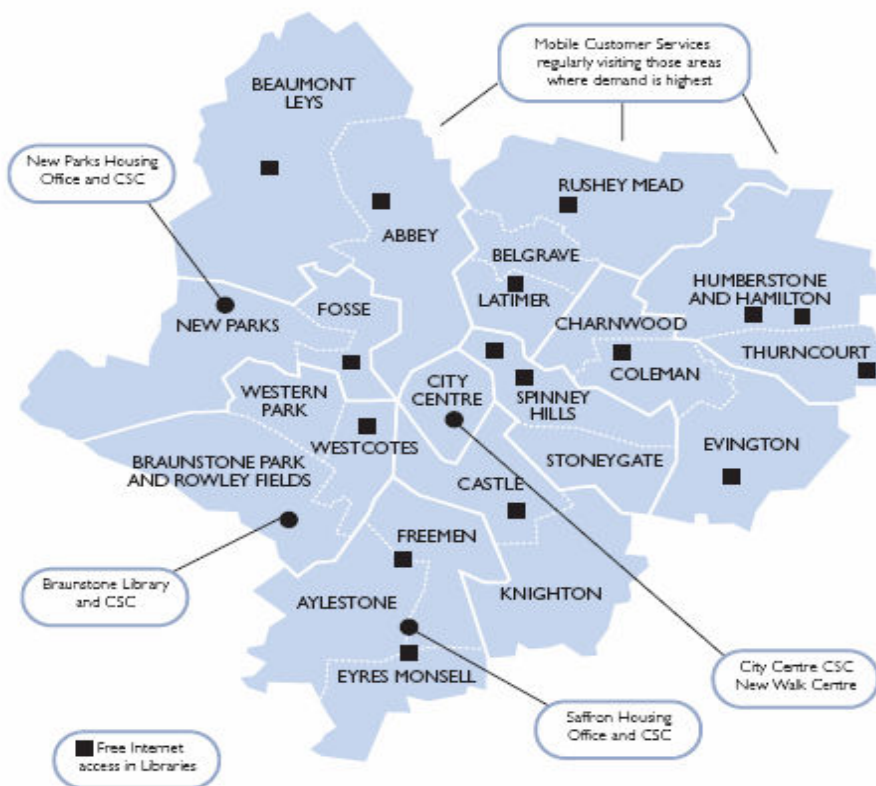 Mobile Customer Services
regularly visiting those areas
where demand is highest
BEAUMONT
LEYS
New Parks Housing
Office and CSC
RUSHEY MEAD
ABBEY
BELGRAVE
HUMBERSTONE
AND HAMILTON
LATIMER
FOSSE
NEW PARKS
CHARNWOOD
THURNCOURT
COLEMAN
CITY
CENTRE
WESTERN
PARK
SPINNEY
HILLS
WESTCOTES
EVINGTON
BRAUNSTONE PARK
AND ROWLEY FIELDS
STONEYGATE
CASTLE
FREEMEN
Braunstone Library
and CSC
KNIGHTON
AYLESTONE
EYRES MONSELL
City Centre CSC
New Walk Centre
Saffron Housing
Office and CSC
Free Internet
access in Libraries